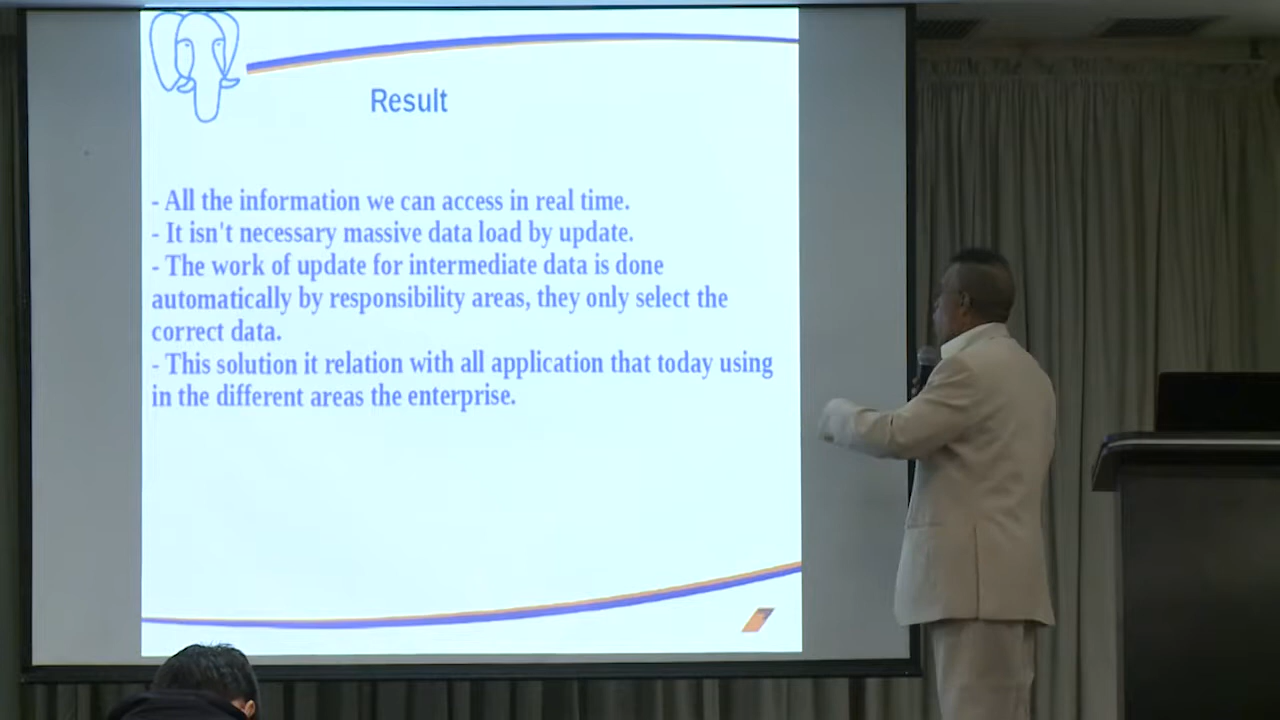 Result
- All the information we can access in real time.
- It isn't necessary massive data load by update.
- The work of update for intermediate data is done
automatically by responsibility areas, they only select the
correct data.
- This solution it relation with all application that today using
in the different areas the enterprise.